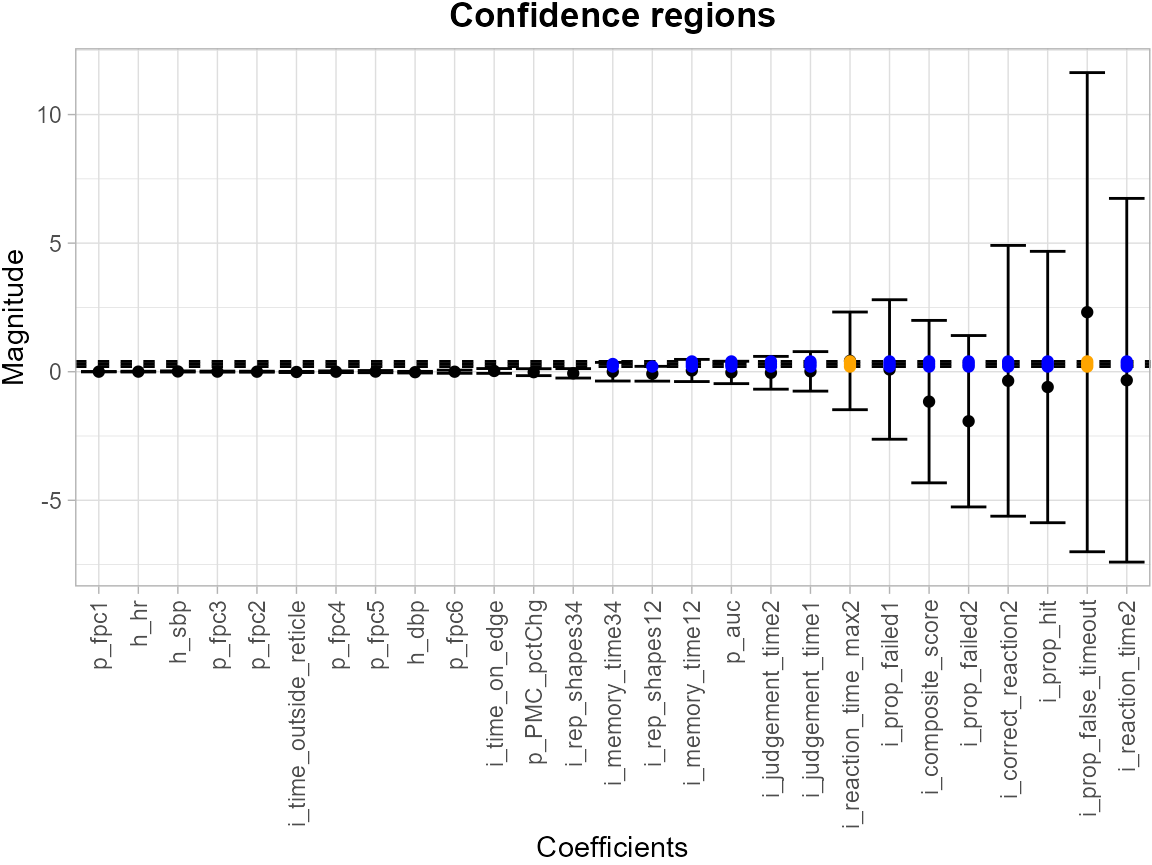 Confidence regions
Magnitude
10
5
0
-5
p_fpc1
h_hr
h_sbp
p_fpc3
p_fpc2
i_time_outside_reticle
p_fpc4
p_fpc5
h_dbp
p_fpc6
i_time_on_edge
p_PMC_pctChg
i_rep_shapes34
i_memory_time34
i_rep_shapes12
i_memory_time12
p_auc
i_judgement_time2
i_judgement_time1
i_reaction_time_max2
i_prop_failed1
i_composite_score
i_prop_failed2
i_correct_reaction2
i_prop_hit
i_prop_false_timeout
i_reaction_time2
Coefficients